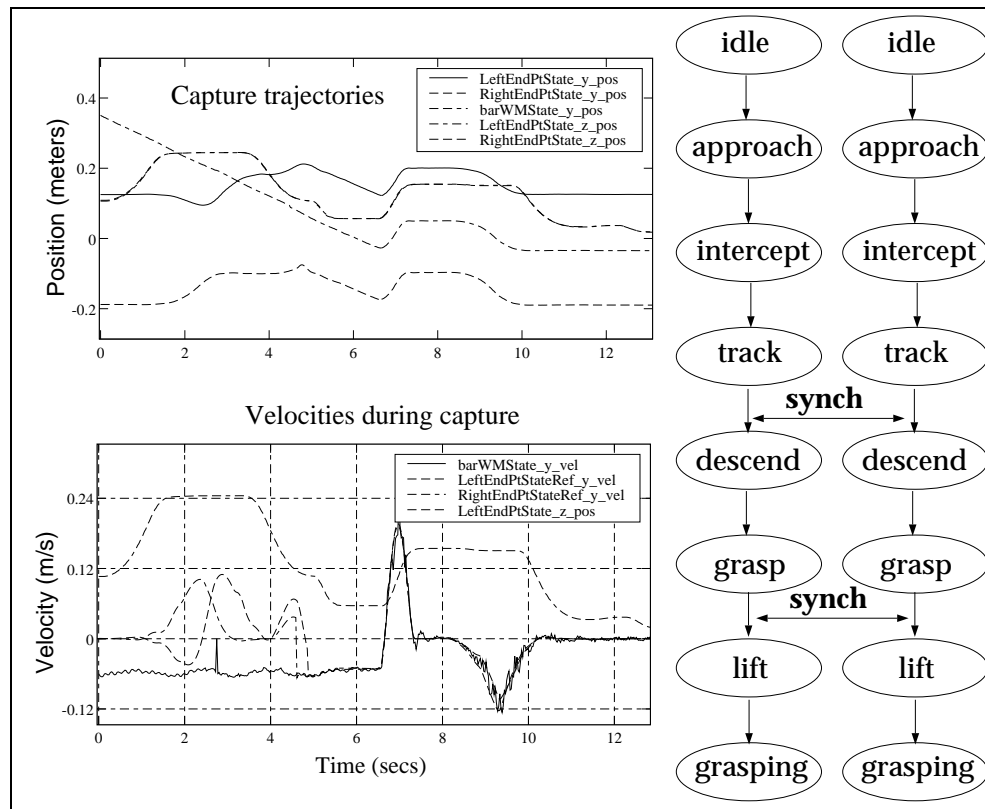 Capture trajectories
LeftEndPtState_y_pos
RightEndPtState_y_pos
barWMState_y_pos
LeftEndPtState_z_pos
RightEndPtState_z_pos
Position (meters)
0.4
0.2
0
-0.2
0 2 4 6 8 10 12
Velocities during capture
barWMState_y_vel
LeftEndPtStateRef_y_vel
RightEndPtStateRef_y_vel
LeftEndPtState_z_pos
Velocity (m/s)
0.24
0.12
0
-0.12
0 2 4 6 8 10 12
Time (secs)
idle idle
approach approach
intercept intercept
track track
synch
descend descend
grasp grasp
synch
lift lift
grasping grasping